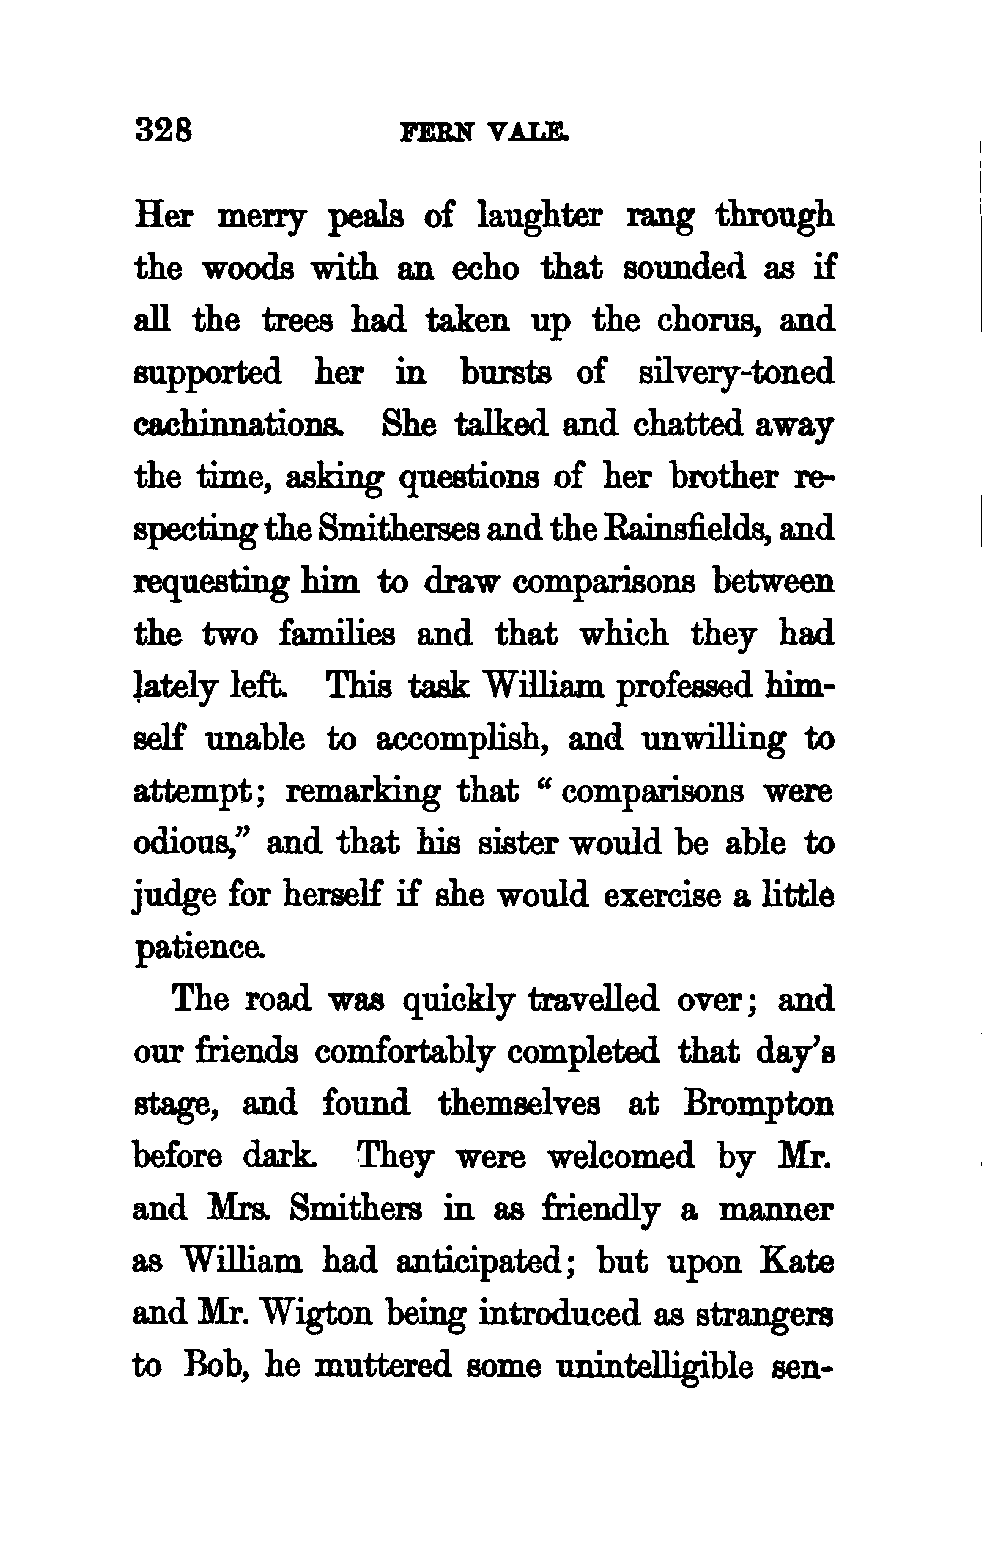 328 FERN VALE.
Her merry peals of laughter rang through
the woods with an echo that sounded as if
all the trees had taken up the chorus, and
supported her in bursts of silvery-toned
cachinnations. She talked and chatted away
the time, asking questions of her brother re-
specting the Smitherses and the Rainsfields, and
requesting him to draw comparisons between
the two families and that which they had
lately left. This task William professed him-
self unable to accomplish, and unwilling to
attempt; remarking that “ comparisons were
odious,” and that his sister would be able to
judge for herself if she would exercise a little
patience.
The road was quickly travelled over; and
our friends comfortably completed that day’s
stage, and found themselves at Brompton
before dark. They were welcomed by Mr.
and Mrs. Smithers in as friendly a manner
as William had anticipated; but upon Kate
and Mr. Wigton being introduced as strangers
to Bob, he muttered some unintelligible sen-